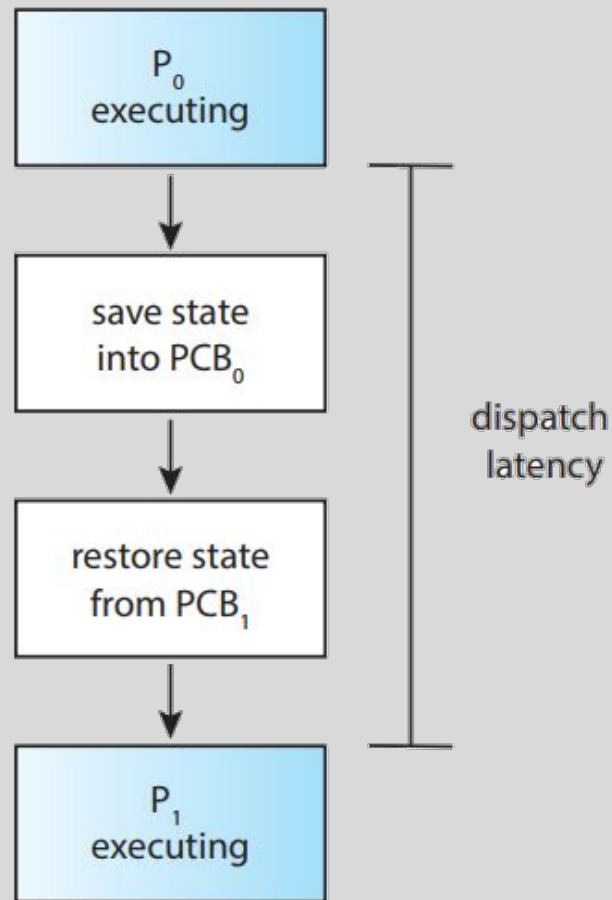 P₀
executing
save state
into PCB₀
restore state
from PCB₁
dispatch
latency
P₁
executing